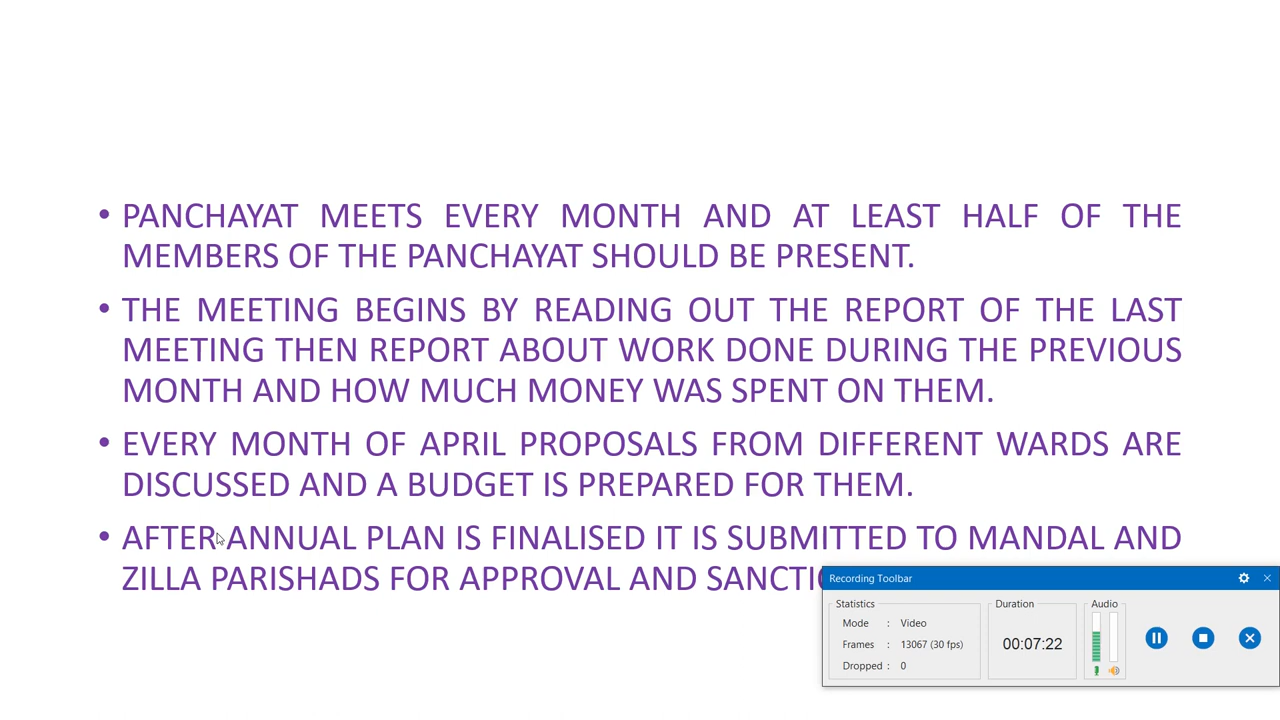 • PANCHAYAT MEETS EVERY MONTH AND AT LEAST HALF OF THE
MEMBERS OF THE PANCHAYAT SHOULD BE PRESENT.
• THE MEETING BEGINS BY READING OUT THE REPORT OF THE LAST
MEETING THEN REPORT ABOUT WORK DONE DURING THE PREVIOUS
MONTH AND HOW MUCH MONEY WAS SPENT ON THEM.
• EVERY MONTH OF APRIL PROPOSALS FROM DIFFERENT WARDS ARE
DISCUSSED AND A BUDGET IS PREPARED FOR THEM.
• AFTER ANNUAL PLAN IS FINALISED IT IS SUBMITTED TO MANDAL AND
ZILLA PARISHADS FOR APPROVAL AND
Recording Toolbar
Statistics Duration Audio
Mode : Video
Frames : 13067 (30 fps)
00:07:22
Dropped : 0